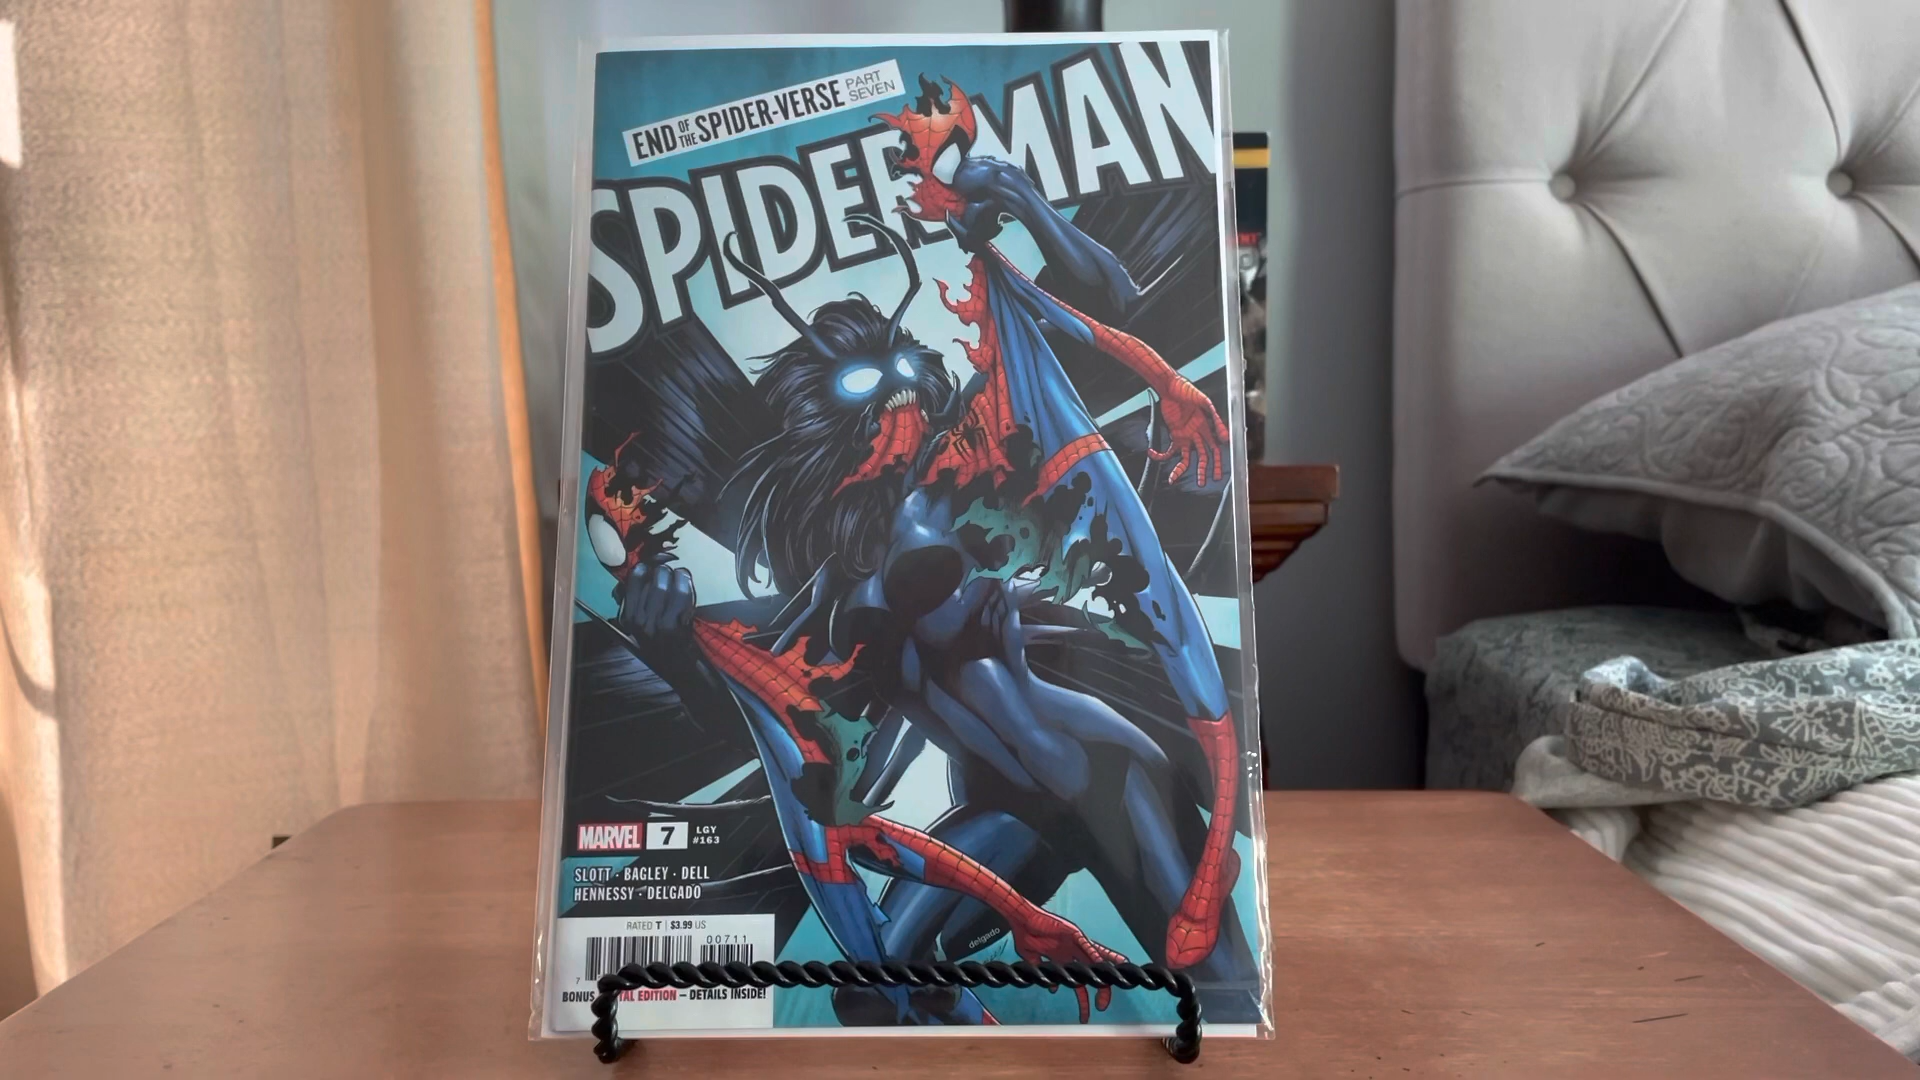 END OF THE SPIDER-VERSE PART SEVEN
SPIDER-MAN
MARVEL 7 LGY #163
SLOTT · BAGLEY · DELL
HENNESSY · DELGADO
RATED T $3.99 US
00711
7
BONUS EDITION – DETAILS INSIDE!
delgado